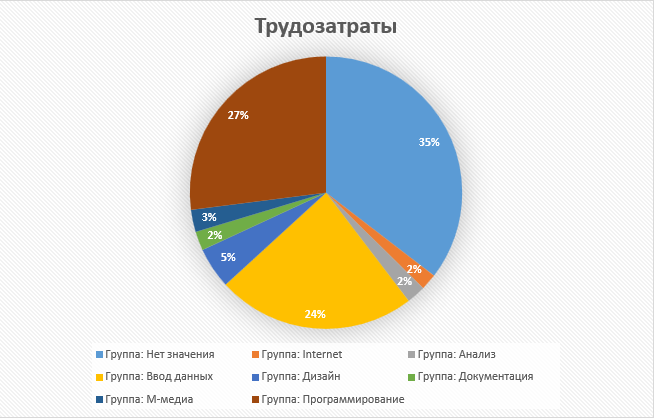 Трудозатраты
27%
35%
3%
2%
5%
2%
2%
24%
Группа: Нет значения
Группа: Internet
Группа: Анализ
Группа: Ввод данных
Группа: Дизайн
Группа: Документация
Группа: М-медиа
Группа: Программирование